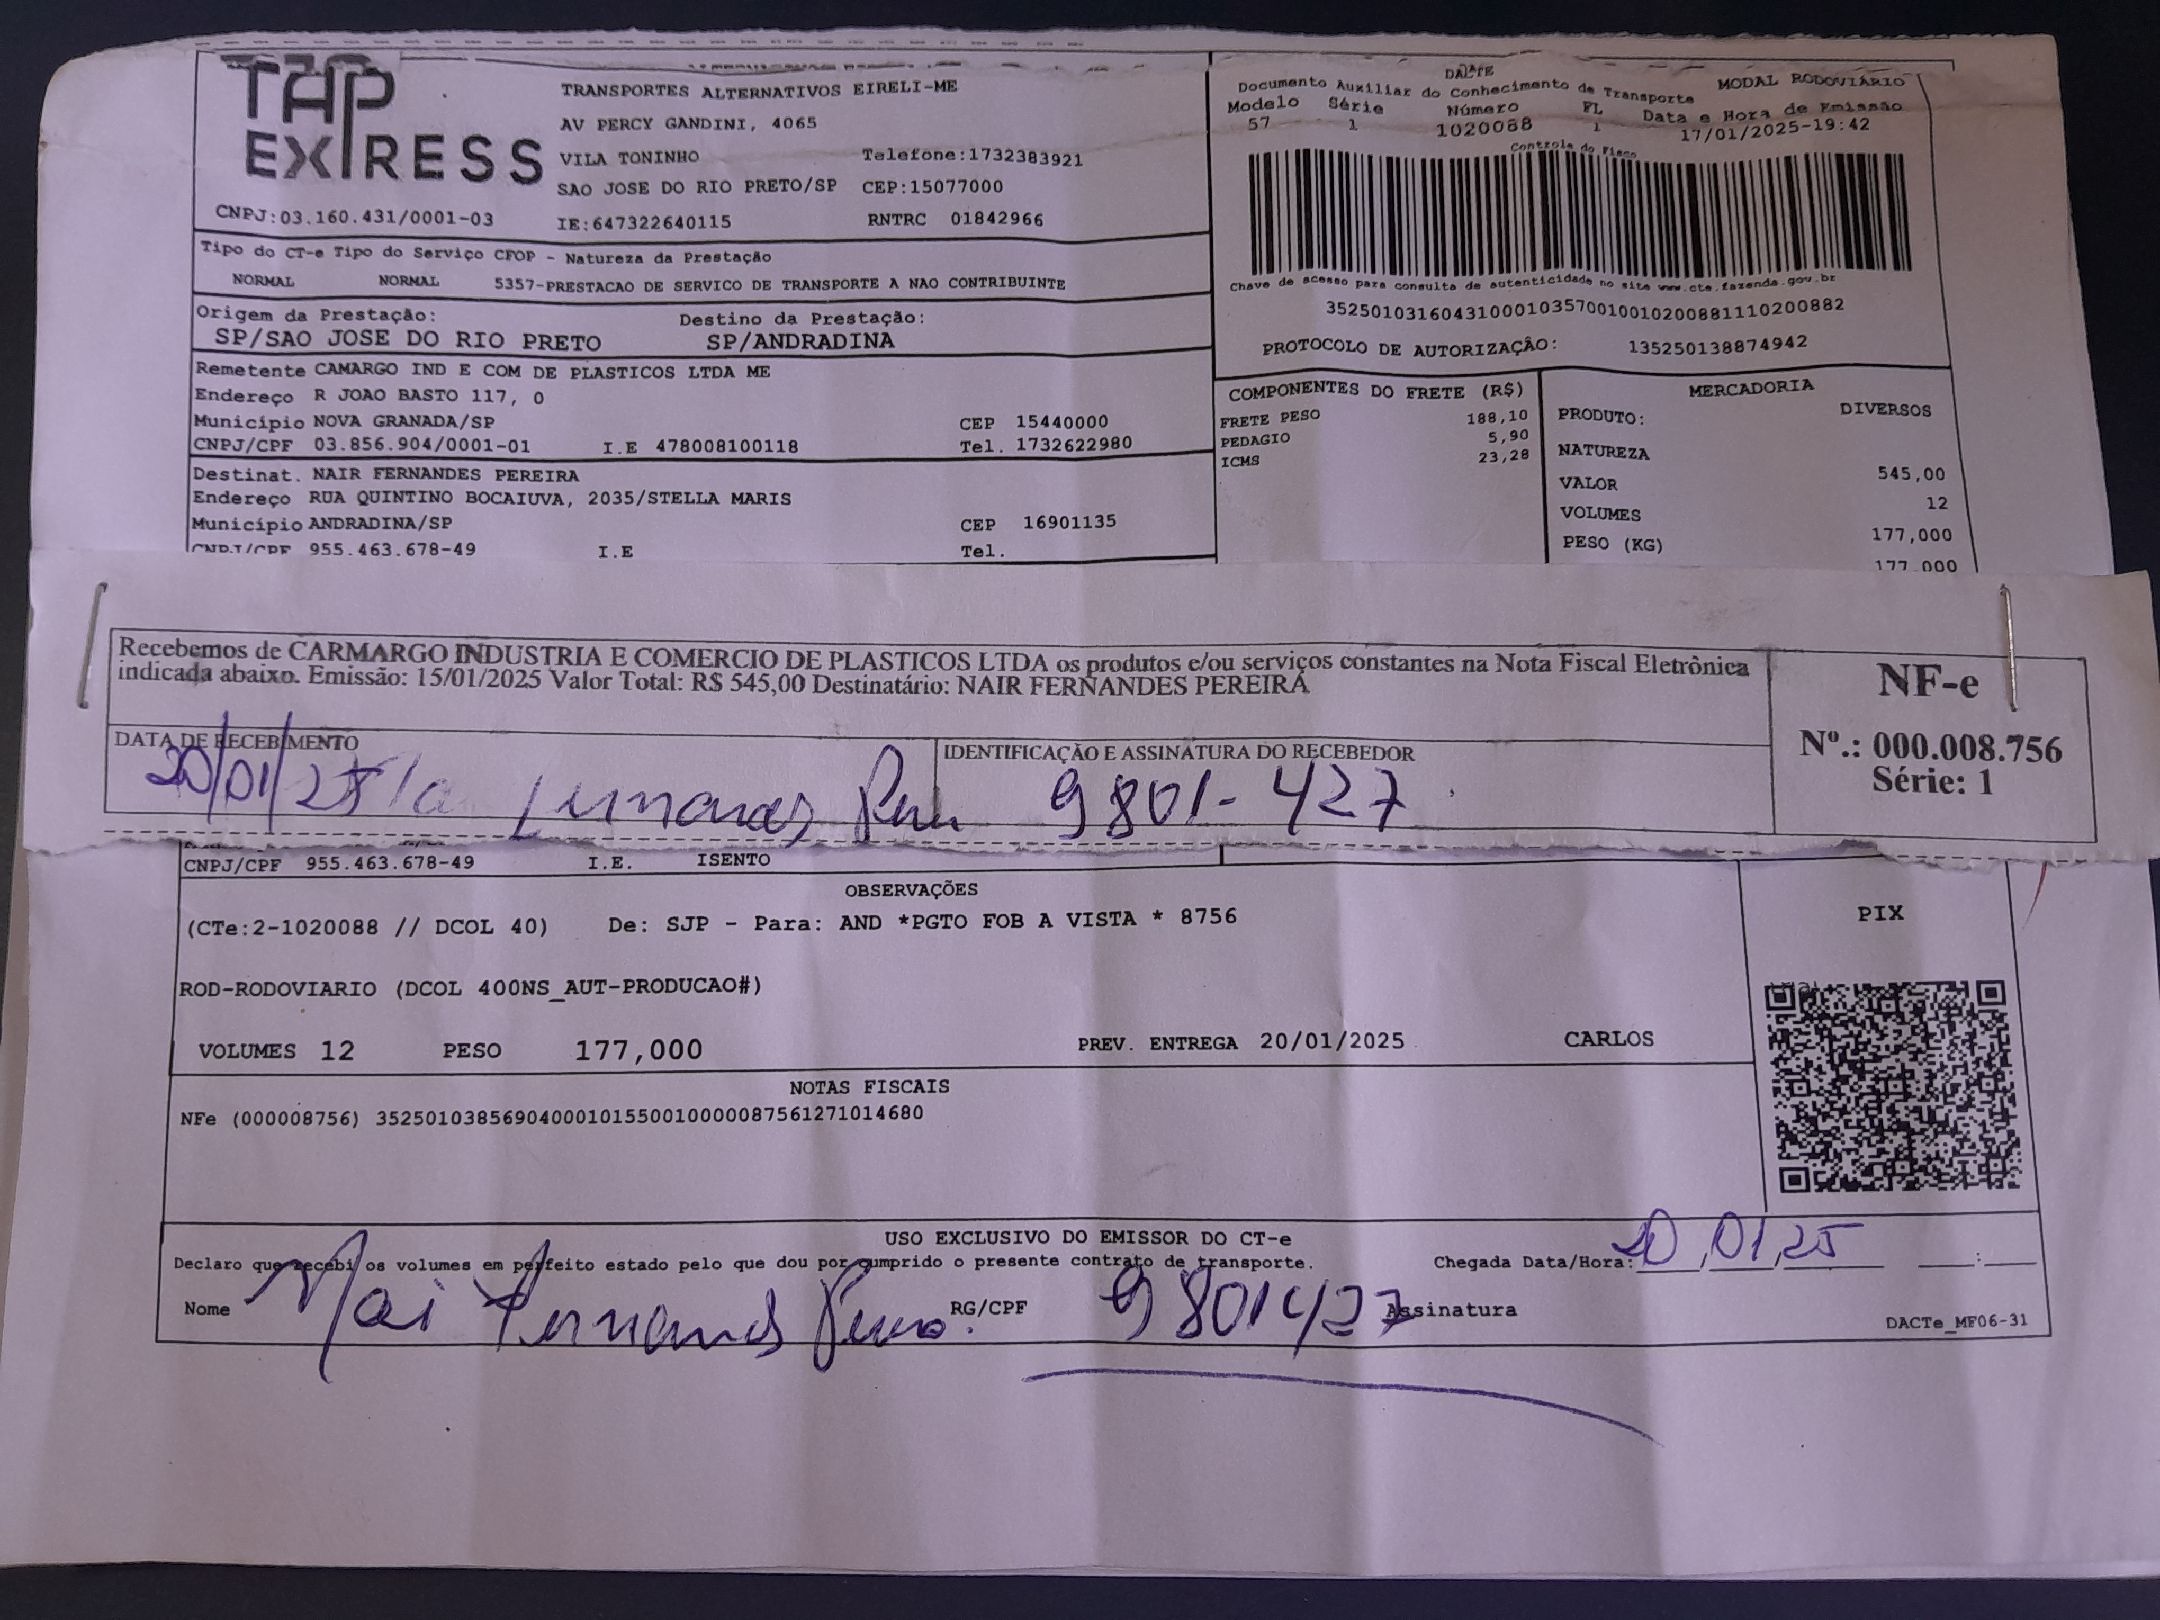 TAP
EXPRESS
TRANSPORTES ALTERNATIVOS EIRELI-ME
AV PERCY GANDINI, 4065
VILA TONINHO Telefone:1732383921
SAO JOSE DO RIO PRETO/SP CEP:15077000
CNPJ:03.160.431/0001-03 IE:647322640115 RNTRC 01842966
DACTE
Documento Auxiliar do Conhecimento de Transporte MODAL RODOVIÁRIO
Modelo Série Número FL Data e Hora de Emissão
57 1 1020088 1 17/01/2025-19:42
Controle do Fisco
Chave de acesso para consulta de autenticidade no site www.cte.fazenda.gov.br
35250103160431000103570010010200881110200882
PROTOCOLO DE AUTORIZAÇÃO: 135250138874942
Tipo do CT-e Tipo do Serviço CFOP - Natureza da Prestação
NORMAL NORMAL 5357-PRESTACAO DE SERVICO DE TRANSPORTE A NAO CONTRIBUINTE
Origem da Prestação: Destino da Prestação:
SP/SAO JOSE DO RIO PRETO SP/ANDRADINA
Remetente CAMARGO IND E COM DE PLASTICOS LTDA ME
Endereço R JOAO BASTO 117, 0
Município NOVA GRANADA/SP CEP 15440000
CNPJ/CPF 03.856.904/0001-01 I.E 478008100118 Tel. 1732622980
Destinat. NAIR FERNANDES PEREIRA
Endereço RUA QUINTINO BOCAIUVA, 2035/STELLA MARIS
Município ANDRADINA/SP CEP 16901135
CNPJ/CPF 955.463.678-49 I.E Tel.
COMPONENTES DO FRETE (R$)
FRETE PESO 188,10
PEDAGIO 5,90
ICMS 23,28
MERCADORIA
PRODUTO: DIVERSOS
NATUREZA
VALOR 545,00
VOLUMES 12
PESO (KG) 177,000
177,000
Recebemos de CARMARGO INDUSTRIA E COMERCIO DE PLASTICOS LTDA os produtos e/ou serviços constantes na Nota Fiscal Eletrônica
indicada abaixo. Emissão: 15/01/2025 Valor Total: R$ 545,00 Destinatário: NAIR FERNANDES PEREIRA
DATA DE RECEBIMENTO IDENTIFICAÇÃO E ASSINATURA DO RECEBEDOR
20/01/25 9801-427
NF-e
Nº.: 000.008.756
Série: 1
CNPJ/CPF 955.463.678-49 I.E. ISENTO
OBSERVAÇÕES
(CTe:2-1020088 // DCOL 40) De: SJP - Para: AND *PGTO FOB A VISTA * 8756
ROD-RODOVIARIO (DCOL 400NS_AUT-PRODUCAO#)
VOLUMES 12 PESO 177,000 PREV. ENTREGA 20/01/2025 CARLOS
PIX
NOTAS FISCAIS
NFe (000008756) 35250103856904000101550010000087561271014680
USO EXCLUSIVO DO EMISSOR DO CT-e
Declaro que recebi os volumes em perfeito estado pelo que dou por cumprido o presente contrato de transporte. Chegada Data/Hora: 20,01,25 :
Nome RG/CPF 9801427 Assinatura
DACTe_MF06-31